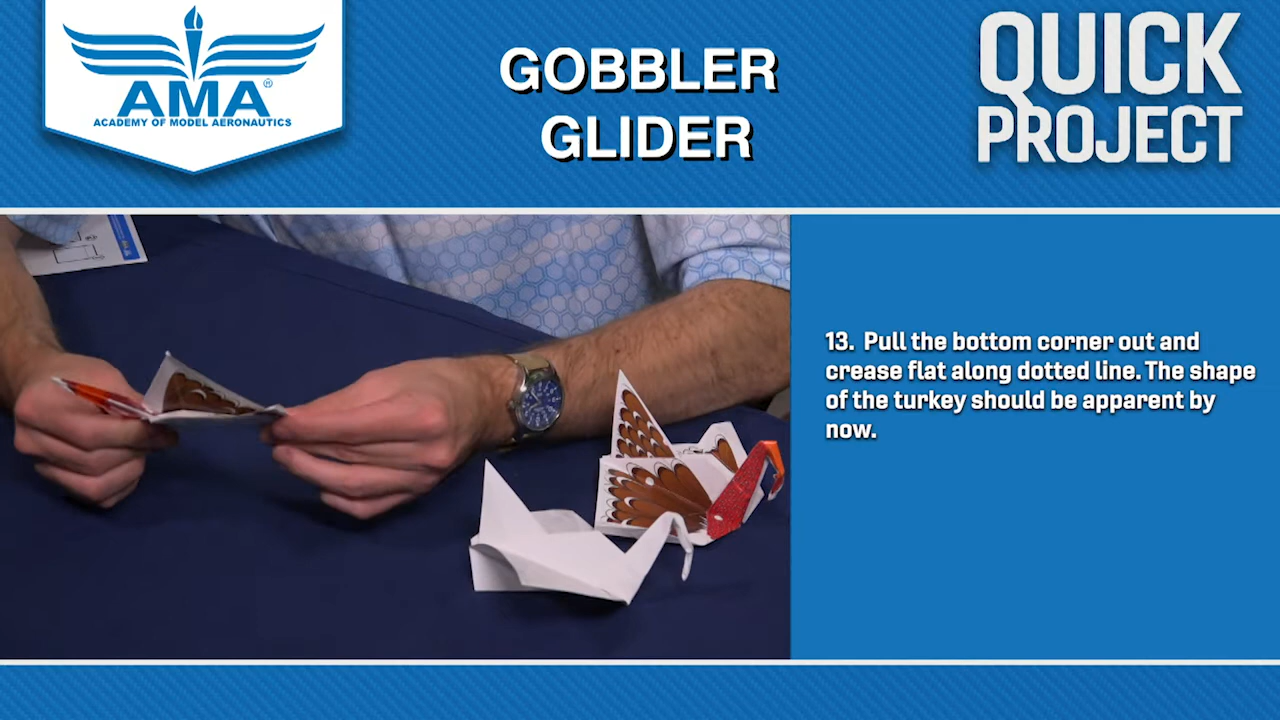 AMA®
ACADEMY OF MODEL AERONAUTICS
GOBBLER
GLIDER
QUICK
PROJECT
13. Pull the bottom corner out and
crease flat along dotted line. The shape
of the turkey should be apparent by
now.